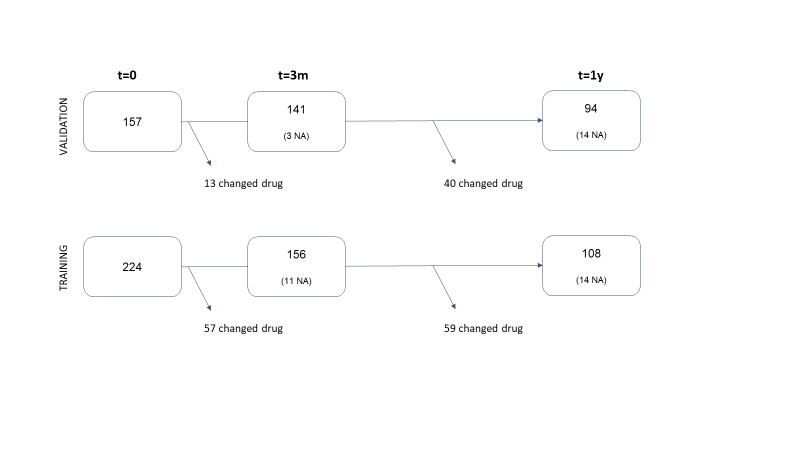 t=0
t=3m
t=1y
VALIDATION
157
141
(3 NA)
94
(14 NA)
13 changed drug
40 changed drug
TRAINING
224
156
(11 NA)
108
(14 NA)
57 changed drug
59 changed drug